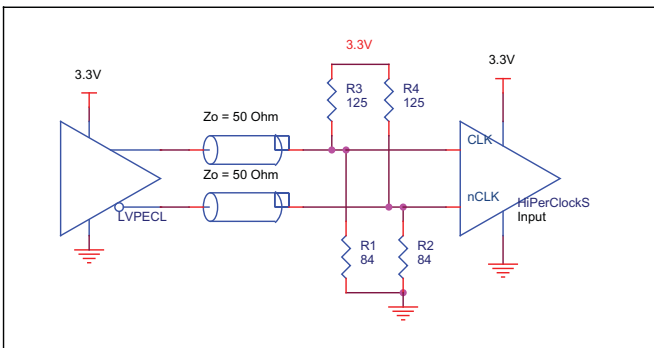 3.3V
3.3V
3.3V
R3
125
R4
125
Zo = 50 Ohm
CLK
Zo = 50 Ohm
nCLK
LVPECL
HiPerClockS
Input
R1
84
R2
84